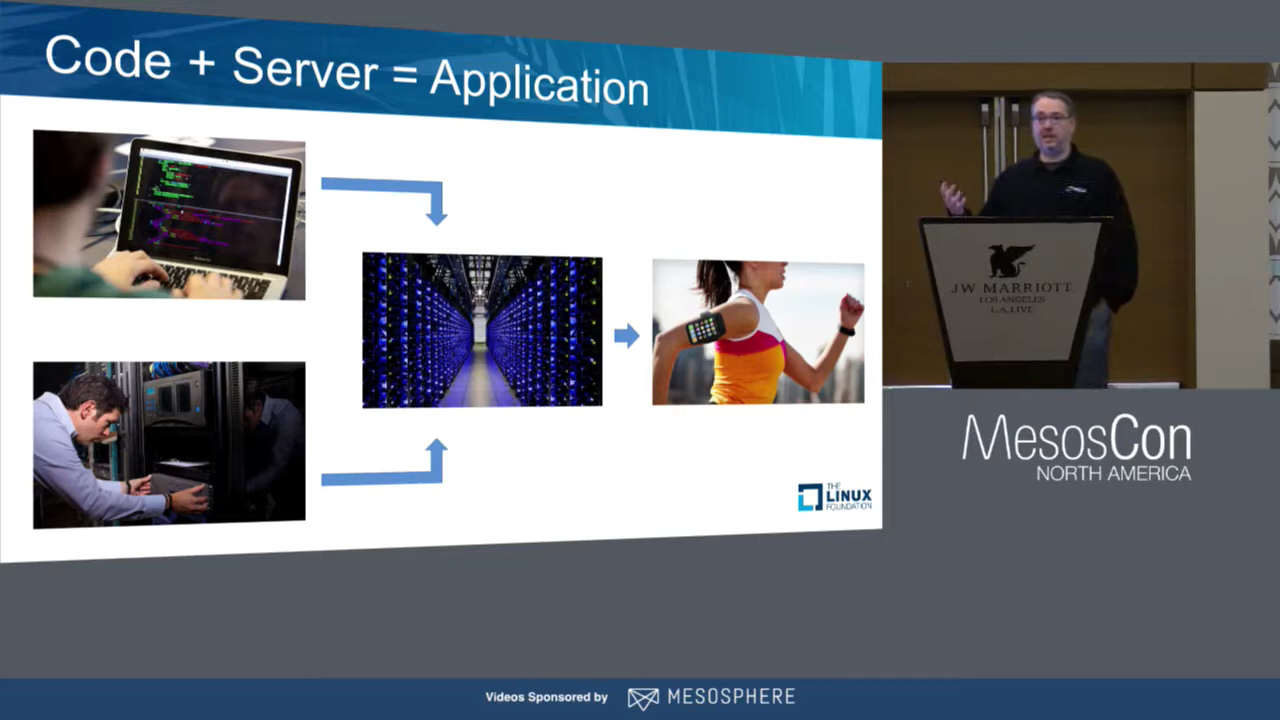 Code + Server = Application
THE
LINUX
FOUNDATION
JW MARRIOTT
LOS ANGELES
L.A. LIVE
MesosCon
NORTH AMERICA
Videos Sponsored by MESOSPHERE